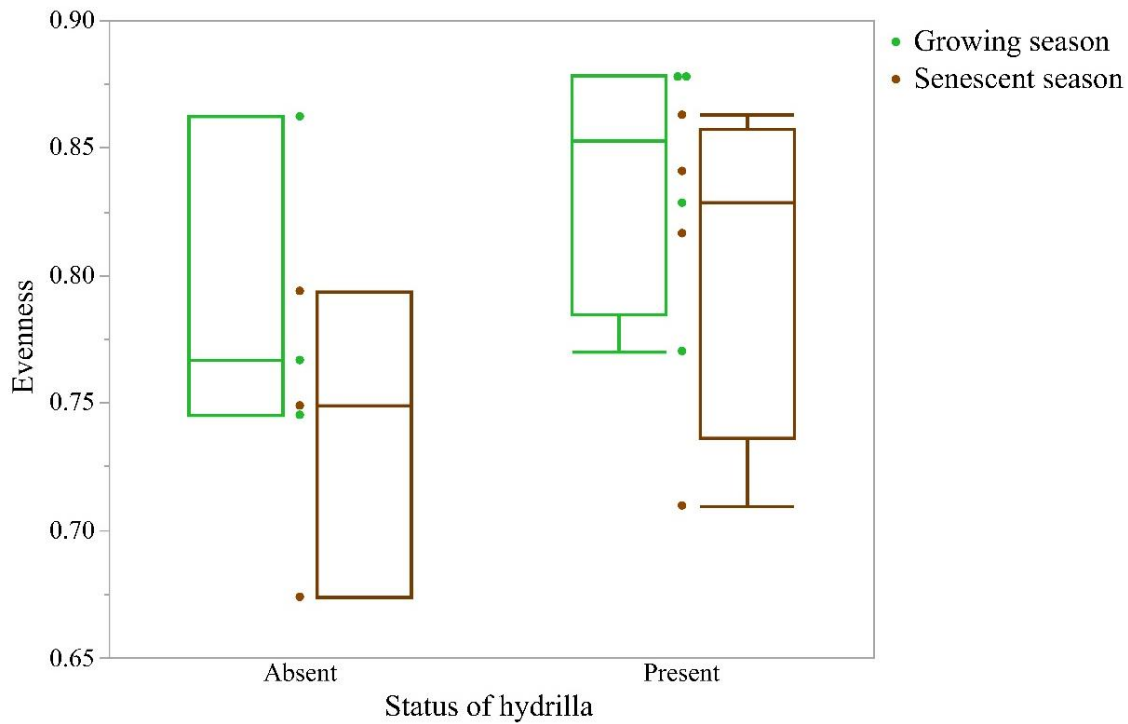 0.90
0.85
0.80
0.75
0.70
0.65
Evenness
Absent
Present
Status of hydrilla
Growing season
Senescent season